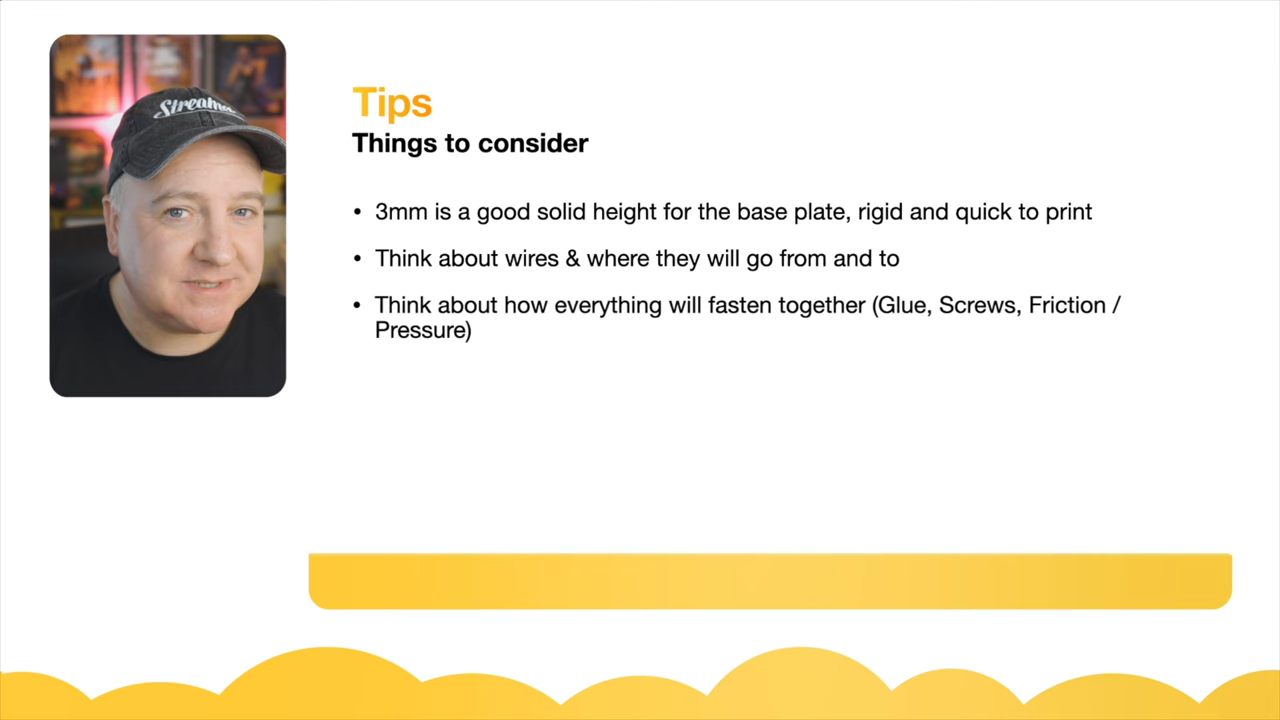 Tips
Things to consider
• 3mm is a good solid height for the base plate, rigid and quick to print
• Think about wires & where they will go from and to
• Think about how everything will fasten together (Glue, Screws, Friction /
Pressure)